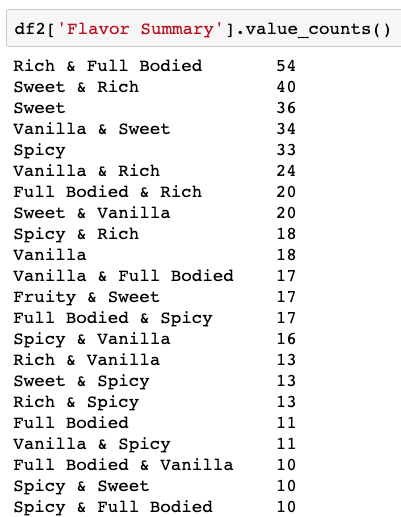 df2['Flavor Summary'].value_counts()
Rich & Full Bodied 54
Sweet & Rich 40
Sweet 36
Vanilla & Sweet 34
Spicy 33
Vanilla & Rich 24
Full Bodied & Rich 20
Sweet & Vanilla 20
Spicy & Rich 18
Vanilla 18
Vanilla & Full Bodied 17
Fruity & Sweet 17
Full Bodied & Spicy 17
Spicy & Vanilla 16
Rich & Vanilla 13
Sweet & Spicy 13
Rich & Spicy 13
Full Bodied 11
Vanilla & Spicy 11
Full Bodied & Vanilla 10
Spicy & Sweet 10
Spicy & Full Bodied 10